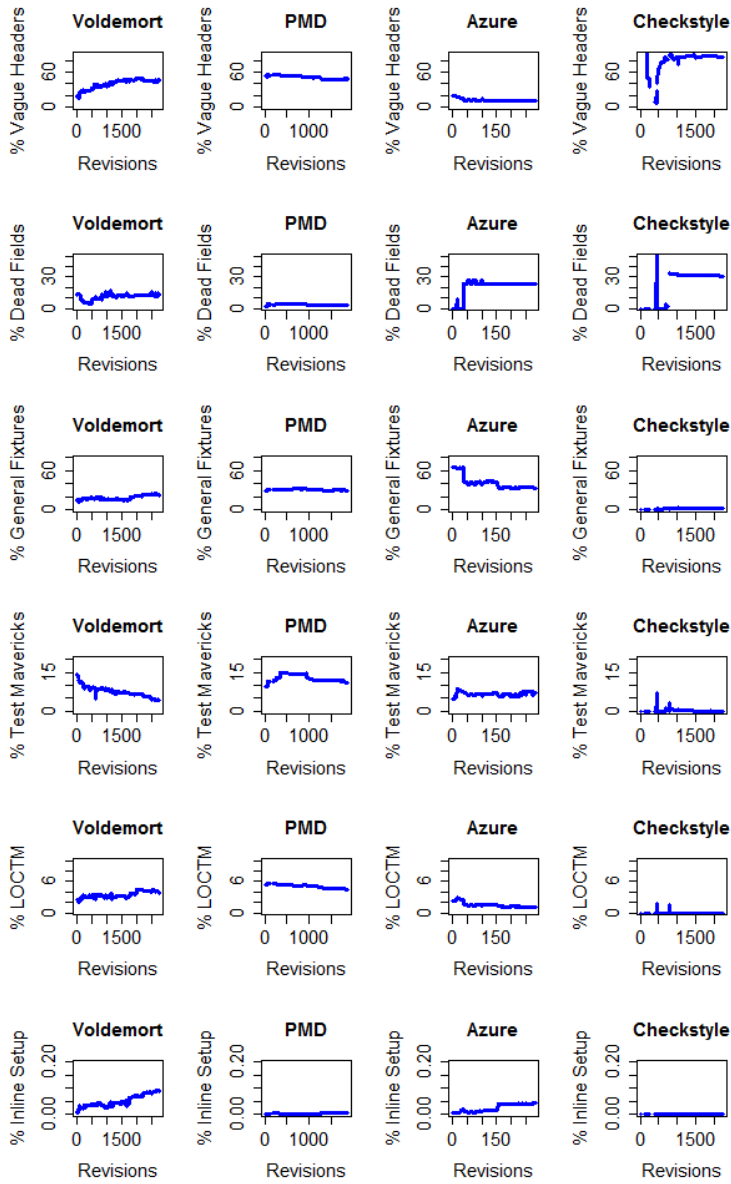 Voldemort PMD Azure Checkstyle
% Vague Headers 0 60 % Vague Headers 0 60 % Vague Headers 0 60 % Vague Headers 0 60
0 1500 0 1000 0 150 0 1500
Revisions Revisions Revisions Revisions
Voldemort PMD Azure Checkstyle
% Dead Fields 0 30 % Dead Fields 0 30 % Dead Fields 0 30 % Dead Fields 0 30
0 1500 0 1000 0 150 0 1500
Revisions Revisions Revisions Revisions
Voldemort PMD Azure Checkstyle
% General Fixtures 0 60 % General Fixtures 0 60 % General Fixtures 0 60 % General Fixtures 0 60
0 1500 0 1000 0 150 0 1500
Revisions Revisions Revisions Revisions
Voldemort PMD Azure Checkstyle
% Test Mavericks 0 15 % Test Mavericks 0 15 % Test Mavericks 0 15 % Test Mavericks 0 15
0 1500 0 1000 0 150 0 1500
Revisions Revisions Revisions Revisions
Voldemort PMD Azure Checkstyle
% LOCTM 0 6 % LOCTM 0 6 % LOCTM 0 6 % LOCTM 0 6
0 1500 0 1000 0 150 0 1500
Revisions Revisions Revisions Revisions
Voldemort PMD Azure Checkstyle
% Inline Setup 0.00 0.20 % Inline Setup 0.00 0.20 % Inline Setup 0.00 0.20 % Inline Setup 0.00 0.20
0 1500 0 1000 0 150 0 1500
Revisions Revisions Revisions Revisions